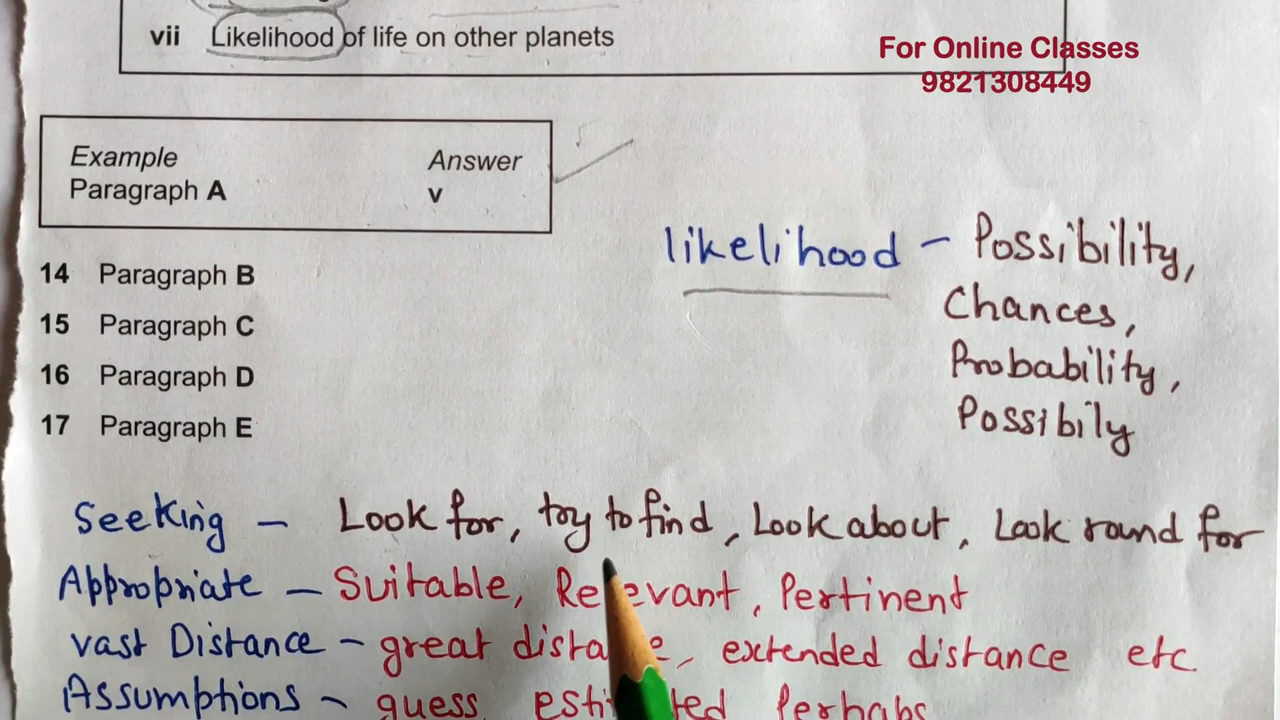 vii Likelihood of life on other planets
For Online Classes
9821308449
Example Answer
Paragraph A v
14 Paragraph B
15 Paragraph C
16 Paragraph D
17 Paragraph E
likelihood - Possibility,
Chances,
Probability,
Possibily
Seeking - Look for, try to find, Look about, Look round for
Appropriate - Suitable, Relevant, Pertinent
vast Distance - great distance, extended distance etc
Assumptions - guess Perhaps